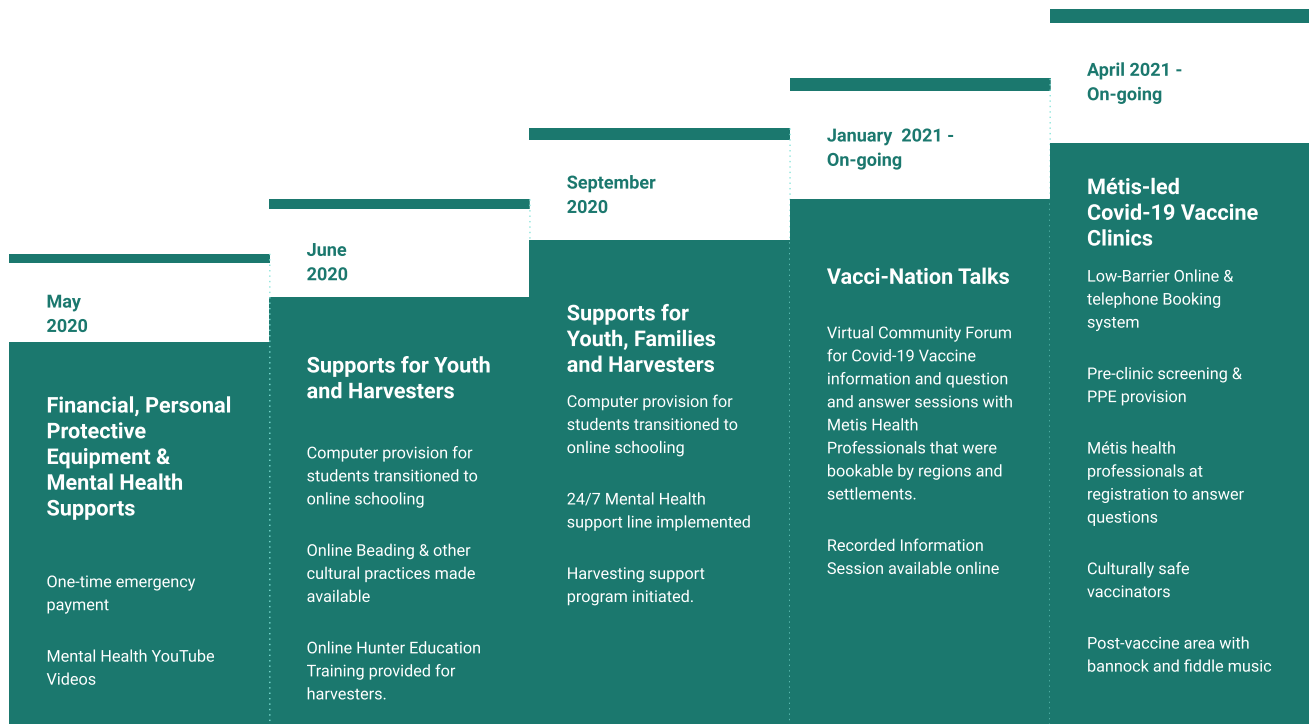 May
2020
Financial, Personal
Protective
Equipment &
Mental Health
Supports
One-time emergency
payment
Mental Health YouTube
Videos
June
2020
Supports for Youth
and Harvesters
Computer provision for
students transitioned to
online schooling
Online Beading & other
cultural practices made
available
Online Hunter Education
Training provided for
harvesters.
September
2020
Supports for
Youth, Families
and Harvesters
Computer provision for
students transitioned to
online schooling
24/7 Mental Health
support line implemented
Harvesting support
program initiated.
January  2021 -
On-going
Vacci-Nation Talks
Virtual Community Forum
for Covid-19 Vaccine
information and question
and answer sessions with
Metis Health
Professionals that were
bookable by regions and
settlements.
Recorded Information
Session available online
April 2021 -
On-going
Métis-led
Covid-19 Vaccine
Clinics
Low-Barrier Online &
telephone Booking
system
Pre-clinic screening &
PPE provision
Métis health
professionals at
registration to answer
questions
Culturally safe
vaccinators
Post-vaccine area with
bannock and fiddle music